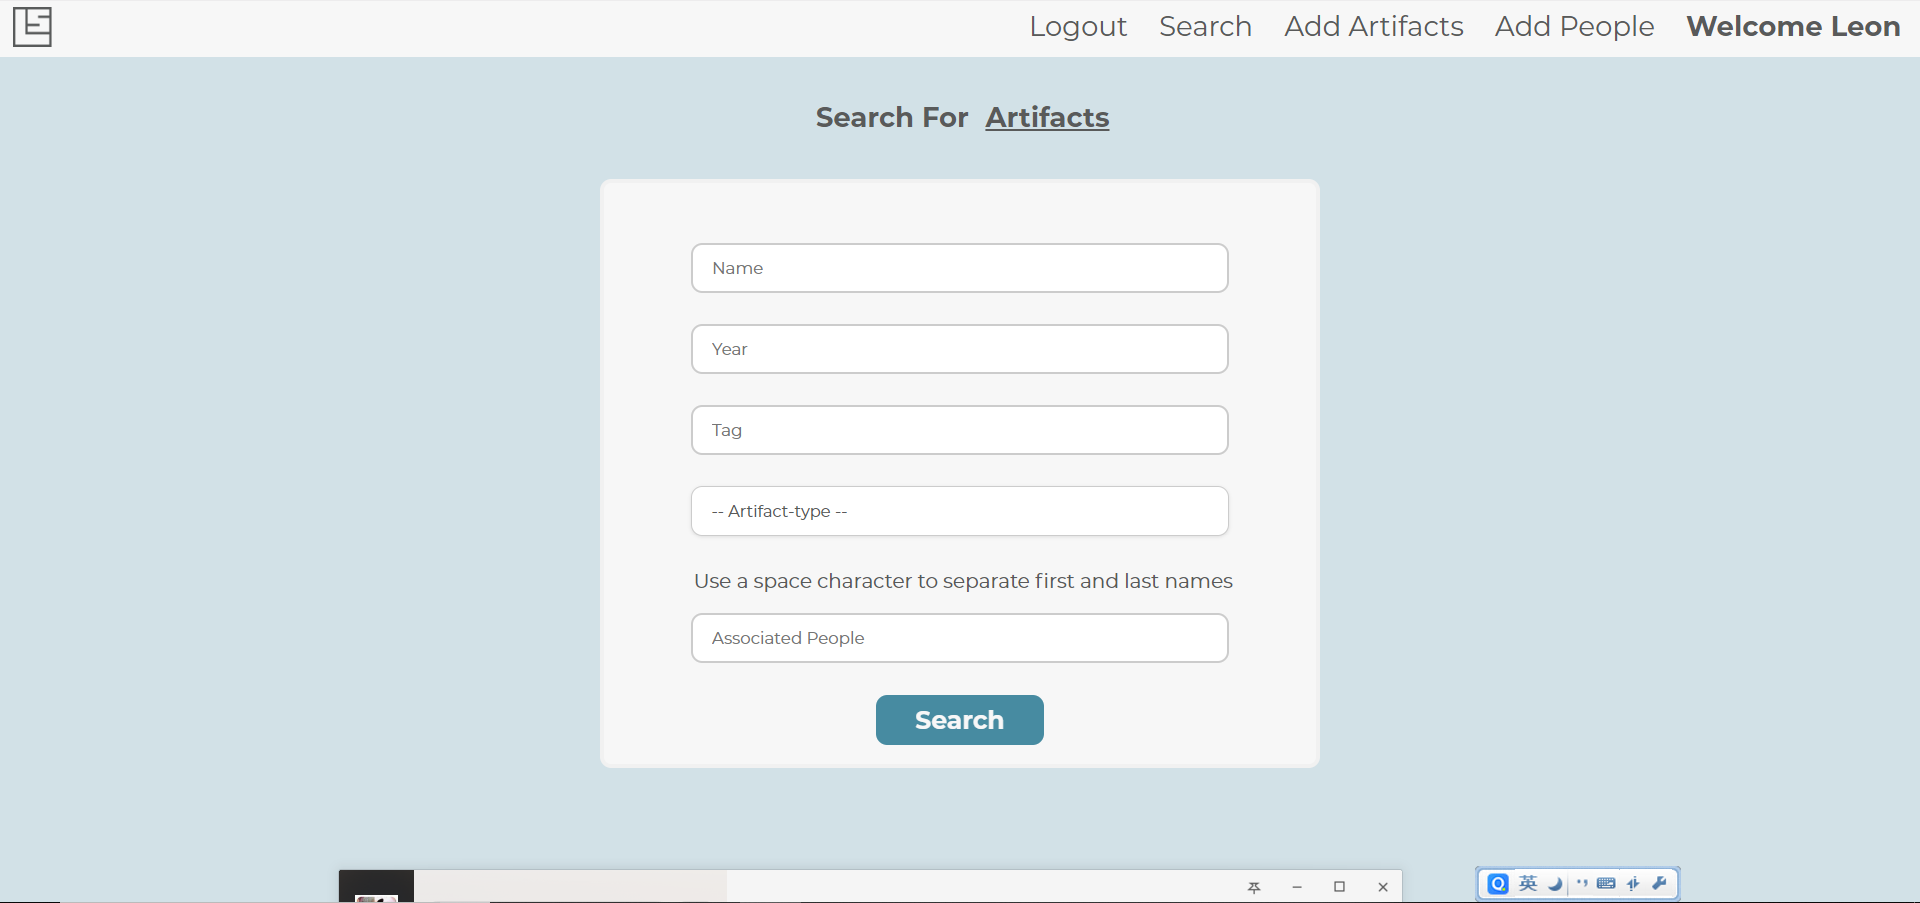 Logout Search Add Artifacts Add People Welcome Leon
Search For Artifacts
Name
Year
Tag
-- Artifact-type --
Use a space character to separate first and last names
Associated People
Search
英